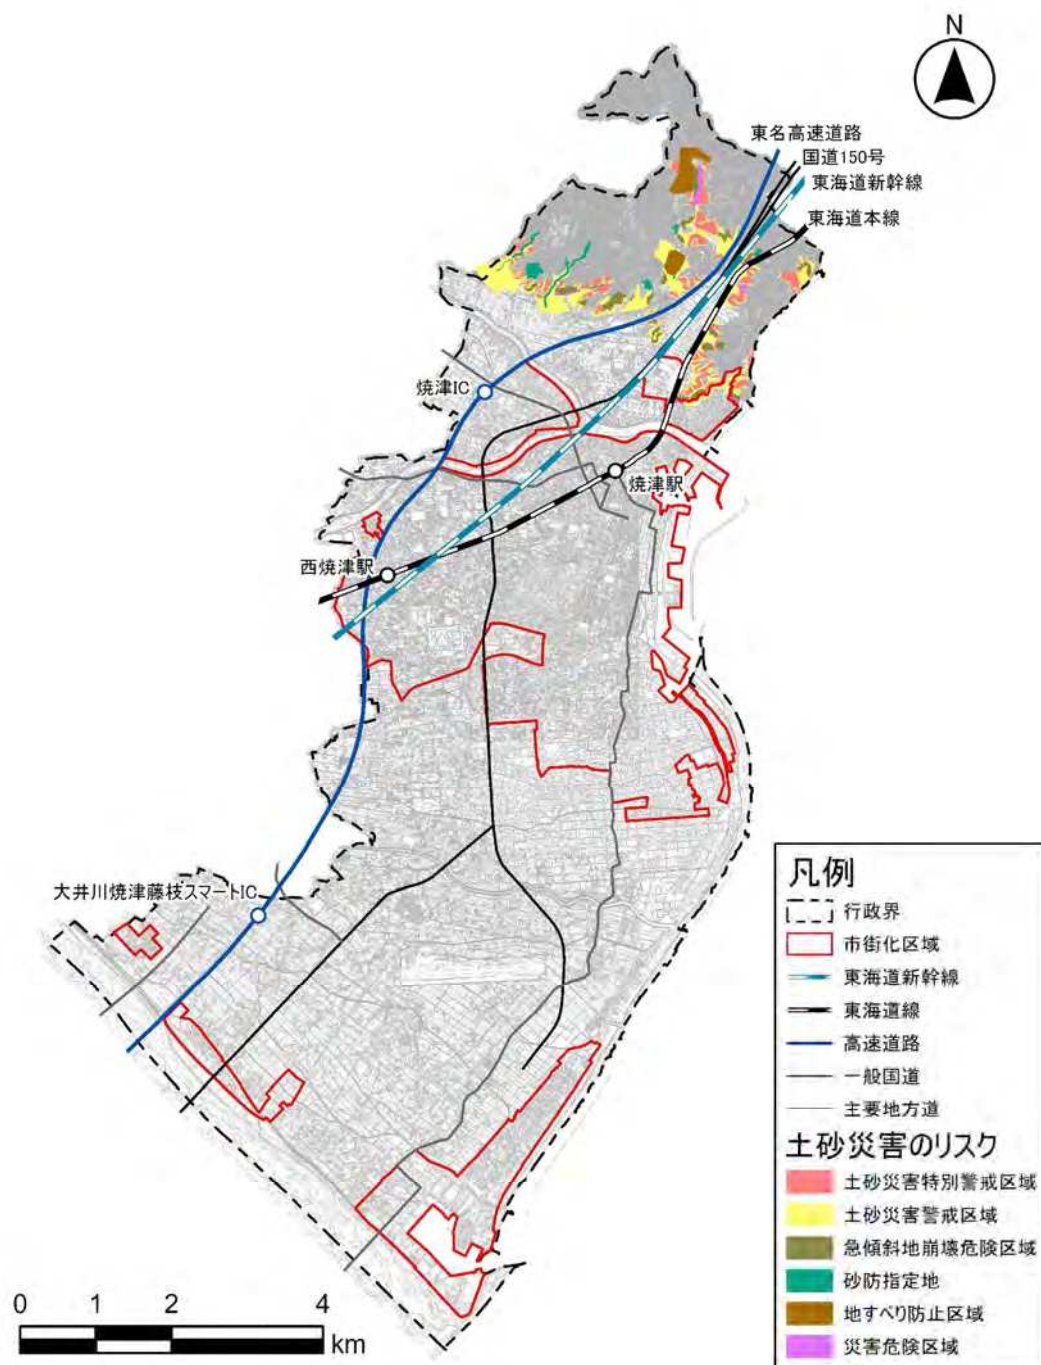 N
東名高速道路
国道150号
東海道新幹線
東海道本線
焼津IC
焼津駅
西焼津駅
大井川焼津藤枝スマートIC
凡例
行政界
市街化区域
東海道新幹線
東海道線
高速道路
一般国道
主要地方道
土砂災害のリスク
土砂災害特別警戒区域
土砂災害警戒区域
急傾斜地崩壊危険区域
砂防指定地
地すべり防止区域
災害危険区域
0 1 2 4
km